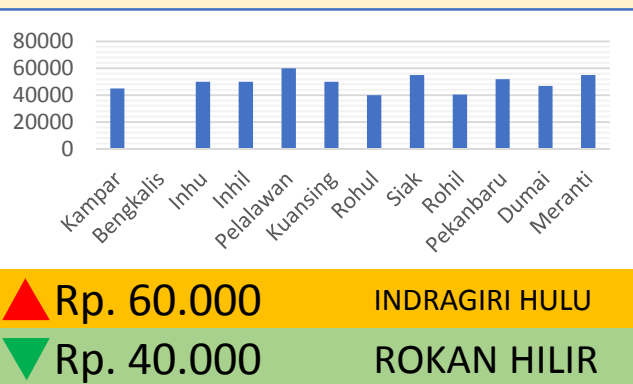 80000
60000
40000
20000
0
Kampar
Bengkalis
Inhu
Inhil
Pelalawan
Kuansing
Rohul
Siak
Rohil
Pekanbaru
Dumai
Meranti
Rp. 60.000 INDRAGIRI HULU
Rp. 40.000 ROKAN HILIR